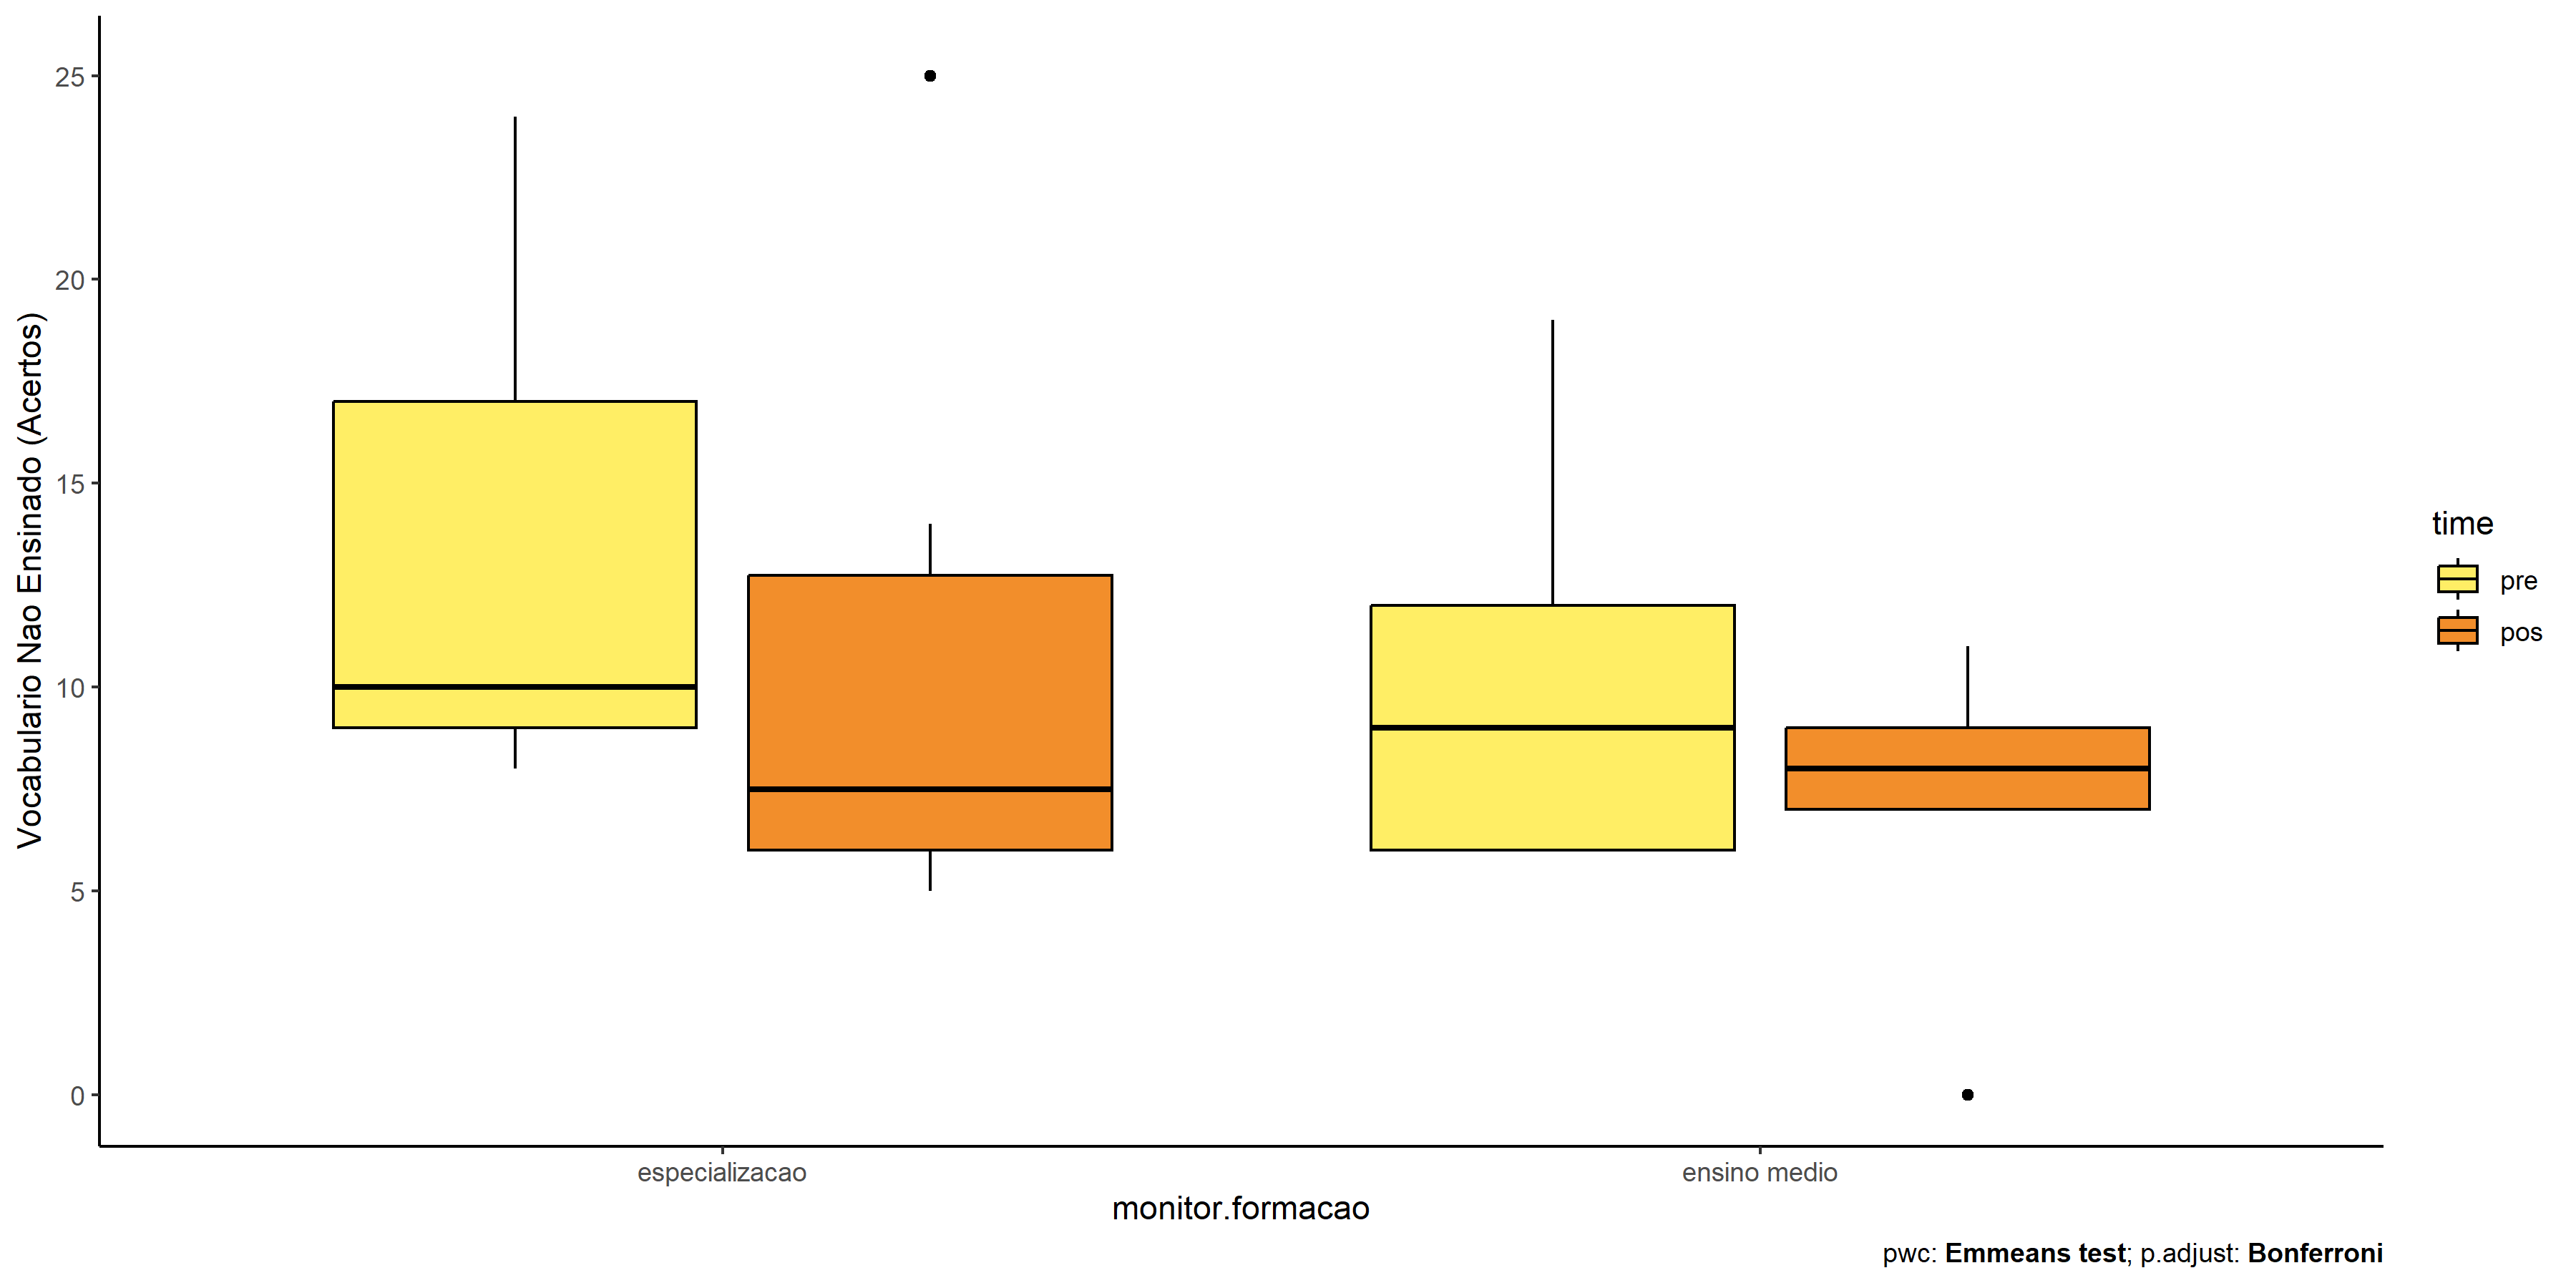 Vocabulario Nao Ensinado (Acertos)
25
20
15
10
5
0
especializacao
ensino medio
monitor.formacao
time
pre
pos
pwc: Emmeans test; p.adjust: Bonferroni